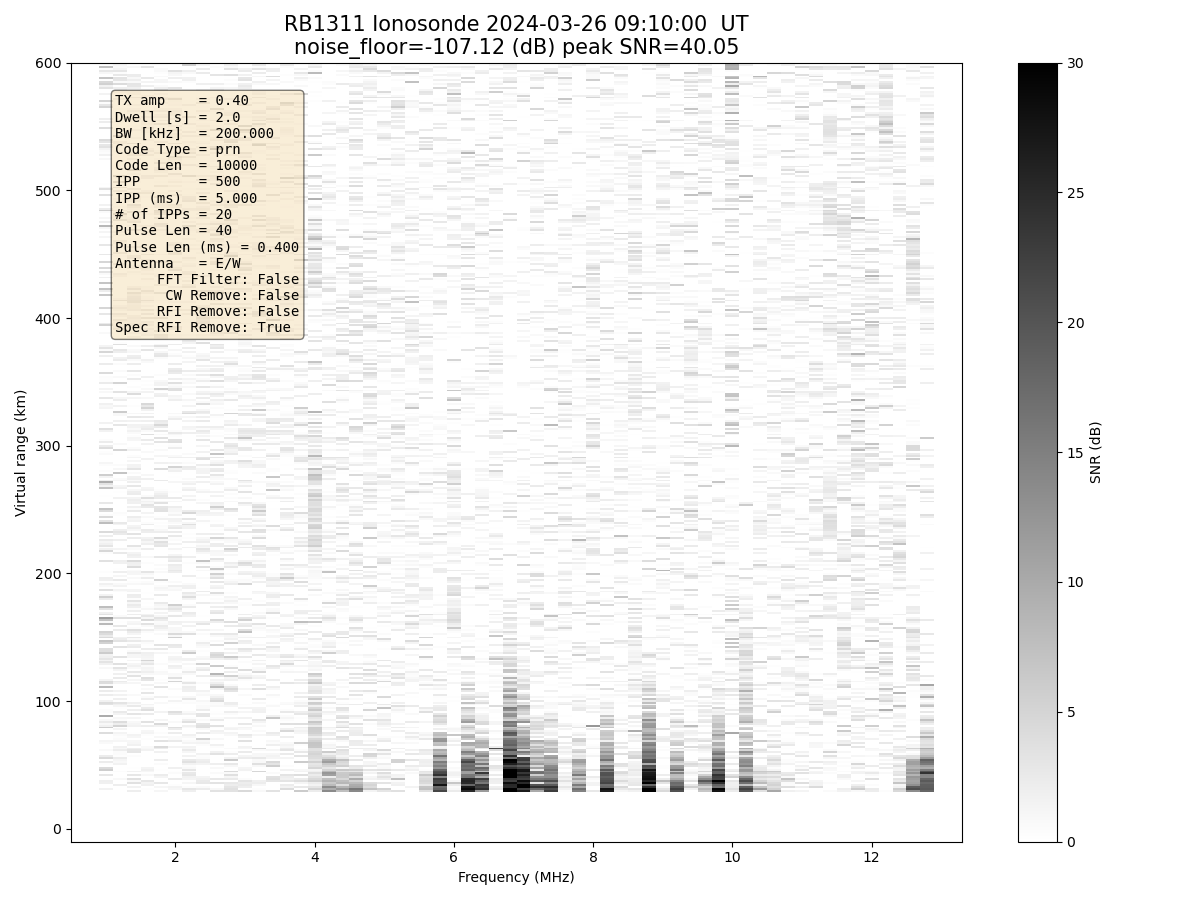 RB1311 Ionosonde 2024-03-26 09:10:00  UT
noise_floor=-107.12 (dB) peak SNR=40.05
TX amp    = 0.40
Dwell [s] = 2.0
BW [kHz]  = 200.000
Code Type = prn
Code Len  = 10000
IPP       = 500
IPP (ms)  = 5.000
# of IPPs = 20
Pulse Len = 40
Pulse Len (ms) = 0.400
Antenna   = E/W
FFT Filter: False
CW Remove: False
RFI Remove: False
Spec RFI Remove: True
600
500
400
300
200
100
0
Virtual range (km)
2
4
6
8
10
12
Frequency (MHz)
30
25
20
15
10
5
0
SNR (dB)